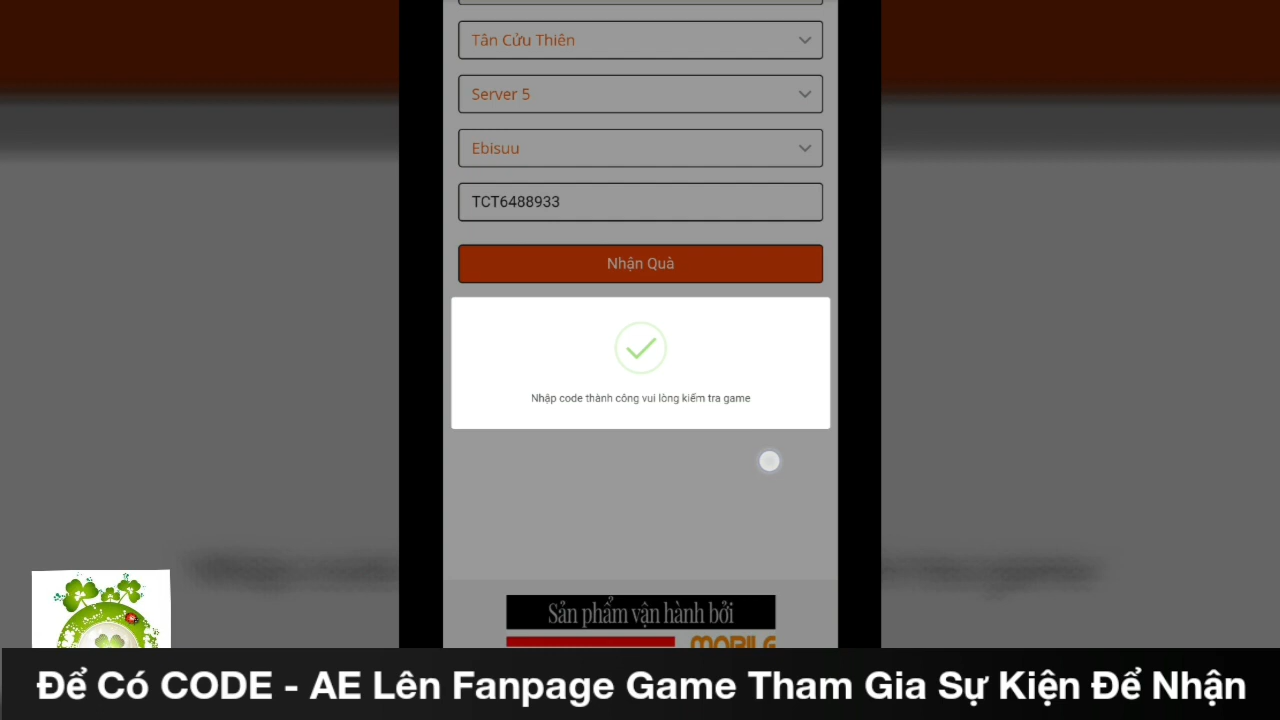 Tân Cửu Thiên
Server 5
Ebisuu
TCT6488933
Nhận Quà
Nhập code thành công vui lòng kiểm tra game
Sản phẩm vận hành bởi
MOBILE
Để Có CODE - AE Lên Fanpage Game Tham Gia Sự Kiện Để Nhận